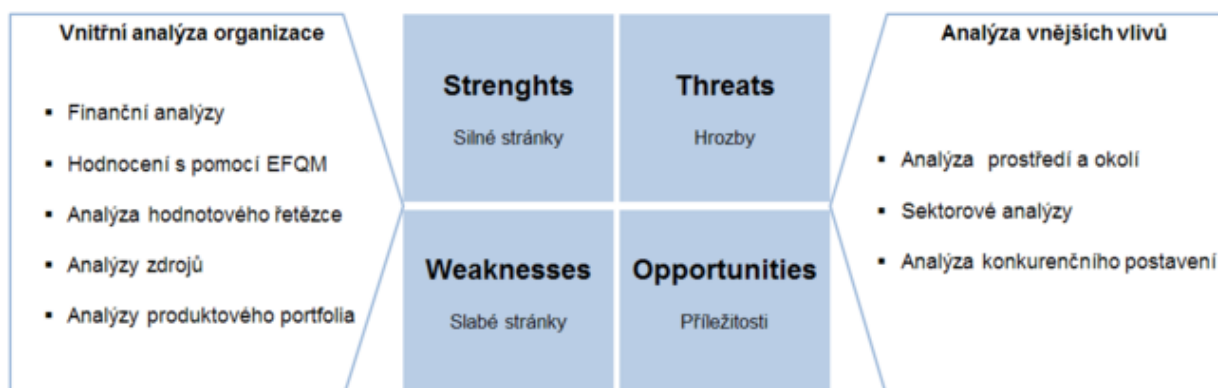 Vnitřní analýza organizace
▪ Finanční analýzy
▪ Hodnocení s pomocí EFQM
▪ Analýza hodnotového řetězce
▪ Analýzy zdrojů
▪ Analýzy produktového portfolia
Strenghts
Silné stránky
Threats
Hrozby
Weaknesses
Slabé stránky
Opportunities
Příležitosti
Analýza vnějších vlivů
▪ Analýza prostředí a okolí
▪ Sektorové analýzy
▪ Analýza konkurenčního postavení